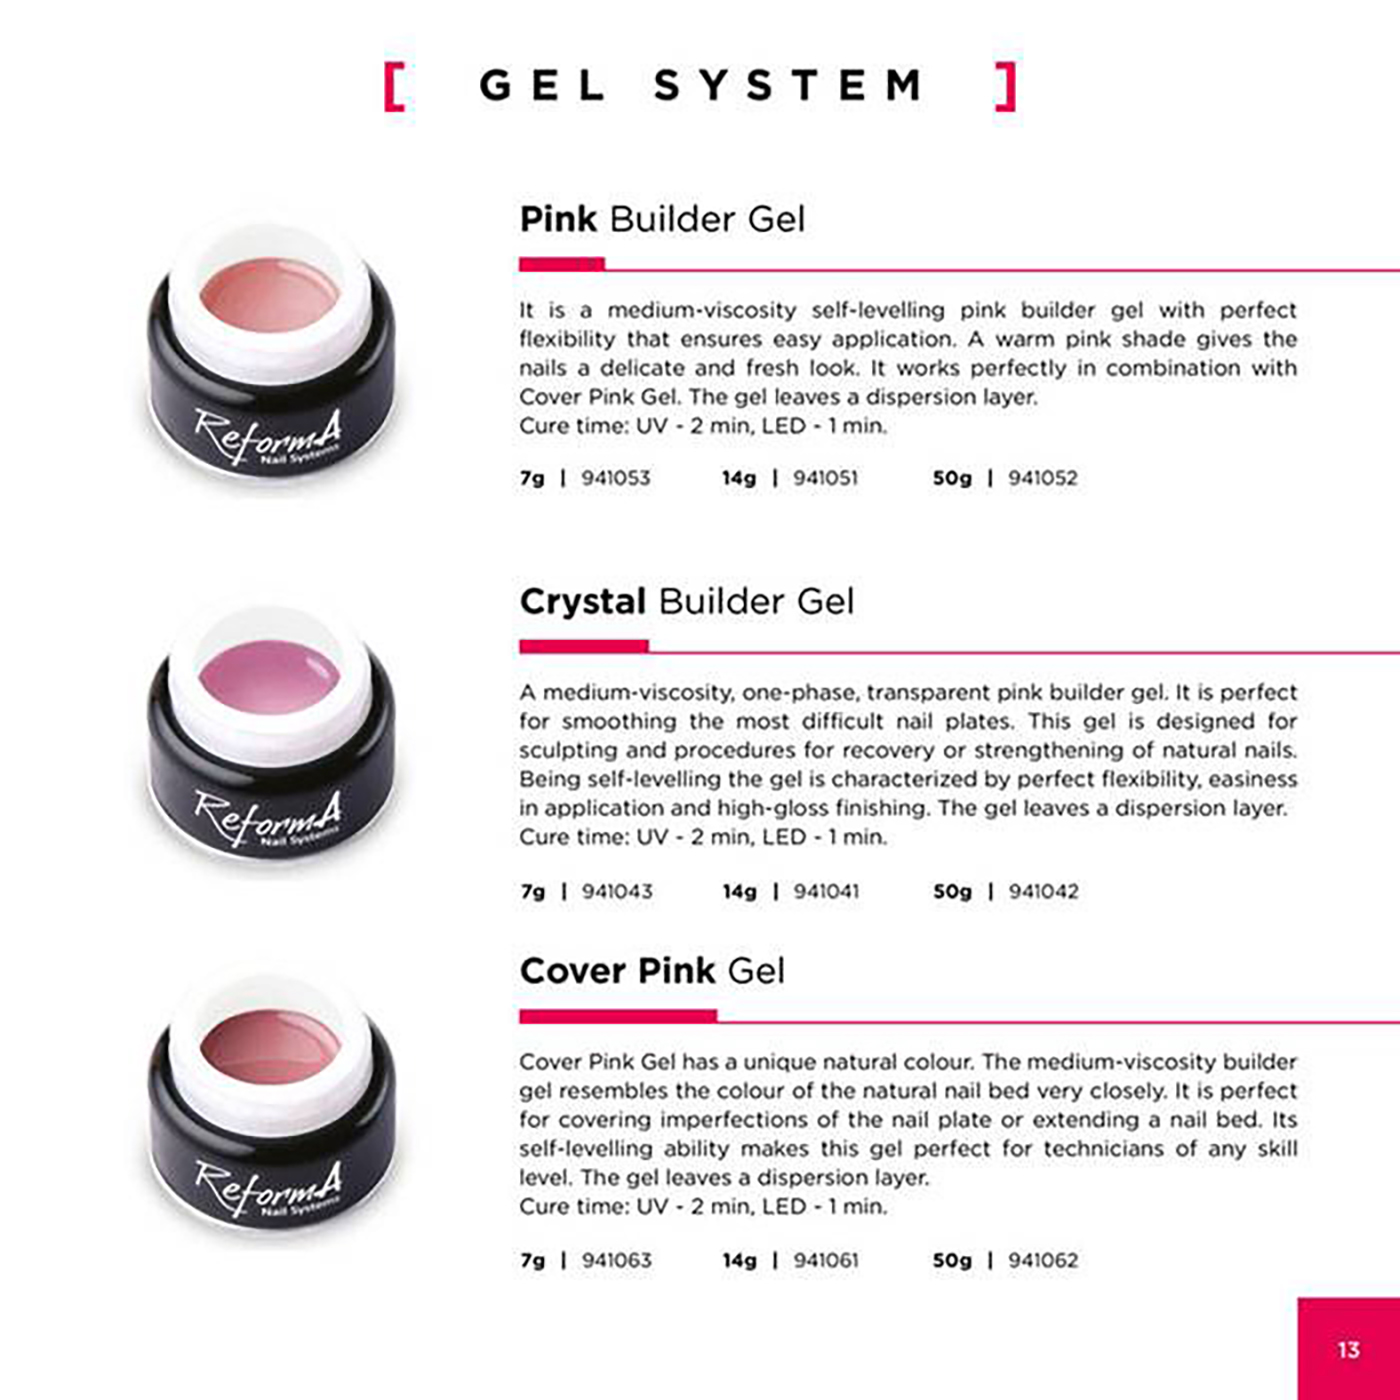 [ GEL SYSTEM ]
Pink Builder Gel
It is a medium-viscosity self-levelling pink builder gel with perfect
flexibility that ensures easy application. A warm pink shade gives the
nails a delicate and fresh look. It works perfectly in combination with
Cover Pink Gel. The gel leaves a dispersion layer.
Cure time: UV - 2 min, LED - 1 min.
7g | 941053 14g | 941051 50g | 941052
ReformA
Nail Systems
Crystal Builder Gel
A medium-viscosity, one-phase, transparent pink builder gel. It is perfect
for smoothing the most difficult nail plates. This gel is designed for
sculpting and procedures for recovery or strengthening of natural nails.
Being self-levelling the gel is characterized by perfect flexibility, easiness
in application and high-gloss finishing. The gel leaves a dispersion layer.
Cure time: UV - 2 min, LED - 1 min.
7g | 941043 14g | 941041 50g | 941042
ReformA
Nail Systems
Cover Pink Gel
Cover Pink Gel has a unique natural colour. The medium-viscosity builder
gel resembles the colour of the natural nail bed very closely. It is perfect
for covering imperfections of the nail plate or extending a nail bed. Its
self-levelling ability makes this gel perfect for technicians of any skill
level. The gel leaves a dispersion layer.
Cure time: UV - 2 min, LED - 1 min.
7g | 941063 14g | 941061 50g | 941062
ReformA
Nail Systems
13